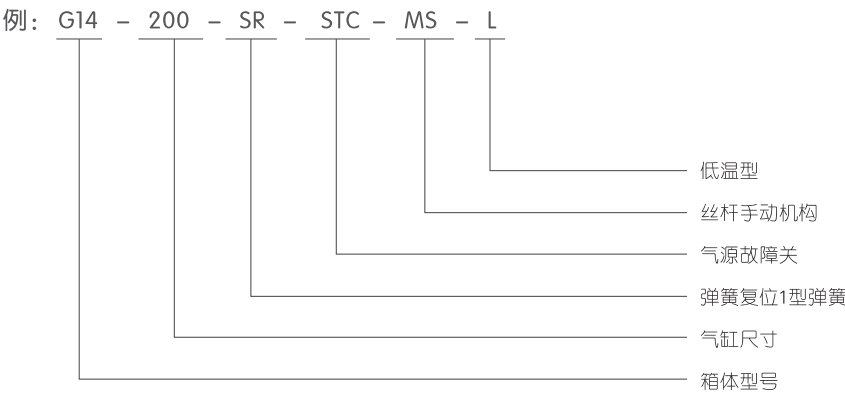 例：G14 - 200 - SR - STC - MS - L
低温型
丝杆手动机构
气源故障关
弹簧复位1型弹簧
气缸尺寸
箱体型号